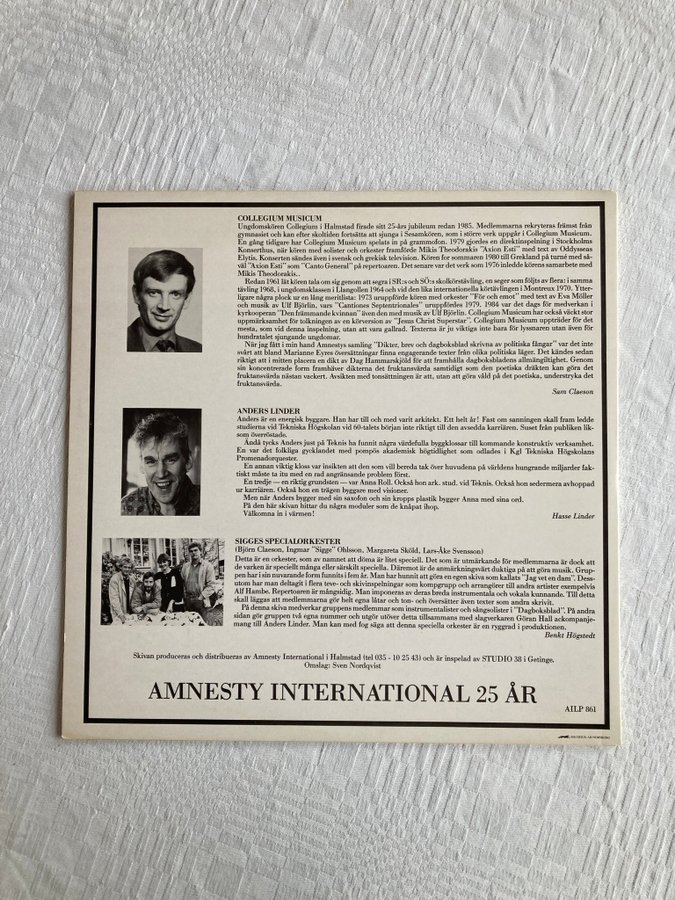 COLLEGIUM MUSICUM
Ungdomskören Collegium i Halmstad firade sitt 25-års jubileum redan 1985. Medlemmarna rekryteras främst från
gymnasiet och kan efter skoltiden fortsätta att sjunga i Sesamkören, som i större verk uppgår i Collegium Musicum.
En gång tidigare har Collegium Musicum spelats in på grammofon. 1979 gjordes en direktinspelning i Stockholms
Konserthus, när kören med solister och orkester framförde Mikis Theodorakis "Axion Esti" med text av Oddysseas
Elytis. Konserten sändes även i svensk och grekisk television. Kören for sommaren 1980 till Grekland på turné med så-
väl "Axion Esti" som "Canto General" på repertoaren. Det senare var det verk som 1976 inledde körens samarbete med
Mikis Theodorakis..
Redan 1961 lät kören tala om sig genom att segra i SR:s och SÖ:s skolkörstävling, en seger som följts av flera: i samma
tävling 1968, i ungdomsklassen i Llangollen 1964 och vid den lika internationella körtävlingen i Montreux 1970. Ytter-
ligare några plock ur en lång meritlista: 1973 uruppförde kören med orkester "För och emot" med text av Eva Möller
och musik av Ulf Björlin, vars "Cantiones Septentrionales" uruppfördes 1979. 1984 var det dags för medverkan i
kyrkooperan "Den främmande kvinnan" även den med musik av Ulf Björlin. Collegium Musicum har också väckt stor
uppmärksamhet för tolkningen av en körversion av "Jesus Christ Superstar". Collegium Musicum uppträder för det
mesta, som vid denna inspelning, utan att vara gallrad. Texterna är ju viktiga inte bara för lyssnaren utan även för
hundratalet sjungande ungdomar.
När jag fått i min hand Amnestys samling "Dikter, brev och dagboksblad skrivna av politiska fångar" var det inte
svårt att bland Marianne Eyres översättningar finna engagerande texter från olika politiska läger. Det kändes sedan
riktigt att i mitten placera en dikt av Dag Hammarskjöld för att framhålla dagboksbladens allmängiltighet. Genom
sin koncentrerade form framhäver dikterna det fruktansvärda samtidigt som den poetiska dräkten kan göra det
fruktansvärda nästan vackert. Avsikten med tonsättningen är att, utan att göra våld på det poetiska, understryka det
fruktansvärda.
Sam Claeson
ANDERS LINDER
Anders är en energisk byggare. Han har till och med varit arkitekt. Ett helt år! Fast om sanningen skall fram ledde
studierna vid Tekniska Högskolan vid 60-talets början inte riktigt till den avsedda karriären. Suset från publiken lik-
som överröstade.
Ändå tycks Anders just på Teknis ha funnit några värdefulla byggklossar till kommande konstruktiv verksamhet.
En var det folkliga gycklandet med pompös akademisk högtidlighet som odlades i Kgl Tekniska Högskolans
Promenadorquester.
En annan viktig kloss var insikten att den som vill bereda tak över huvudena på världens hungrande miljarder fak-
tiskt måste ta itu med en rad angränsande problem först.
En tredje — en riktig grundsten — var Anna Roll. Också hon ark. stud. vid Teknis. Också hon sedermera avhoppad
ur karriären. Också hon en trägen byggare med visioner.
Men när Anders bygger med sin saxofon och sin kropps plastik bygger Anna med sina ord.
På den här skivan hittar du några moduler som de knåpat ihop.
Välkomna in i värmen!
Hasse Linder
SIGGES SPECIALORKESTER
(Björn Claeson, Ingmar "Sigge" Ohlsson, Margareta Sköld, Lars-Åke Svensson)
Detta är en orkester, som av namnet att döma är litet speciell. Det som är utmärkande för medlemmarna är dock att
de varken är speciellt många eller särskilt speciella. Däremot är de anmärkningsvärt duktiga på att göra musik. Grup-
pen har i sin nuvarande form funnits i fem år. Man har hunnit att göra en egen skiva som kallats "Jag vet en dam". Dess-
utom har man deltagit i flera teve- och skivinspelningar som kompgrupp och arrangörer till andra artister exempelvis
Alf Hambe. Repertoaren är mångsidig. Man imponeras av deras breda instrumentala och vokala kunnande. Till detta
skall läggas att medlemmarna gör helt egna låtar och ton- och översätter även texter som andra skrivit.
På denna skiva medverkar gruppens medlemmar som instrumentalister och sångsolister i "Dagboksblad". På andra
sidan gör gruppen två egna nummer och utgör utöver detta tillsammans med slagverkaren Göran Hall ackompanje-
mang till Anders Linder. Man kan med fog säga att denna speciella orkester är en ryggrad i produktionen.
Benkt Högstedt
Skivan produceras och distribueras av Amnesty International i Halmstad (tel 035 - 10 25 43) och är inspelad av STUDIO 38 i Getinge.
Omslag: Sven Nordqvist
AMNESTY INTERNATIONAL 25 ÅR
AILP 861